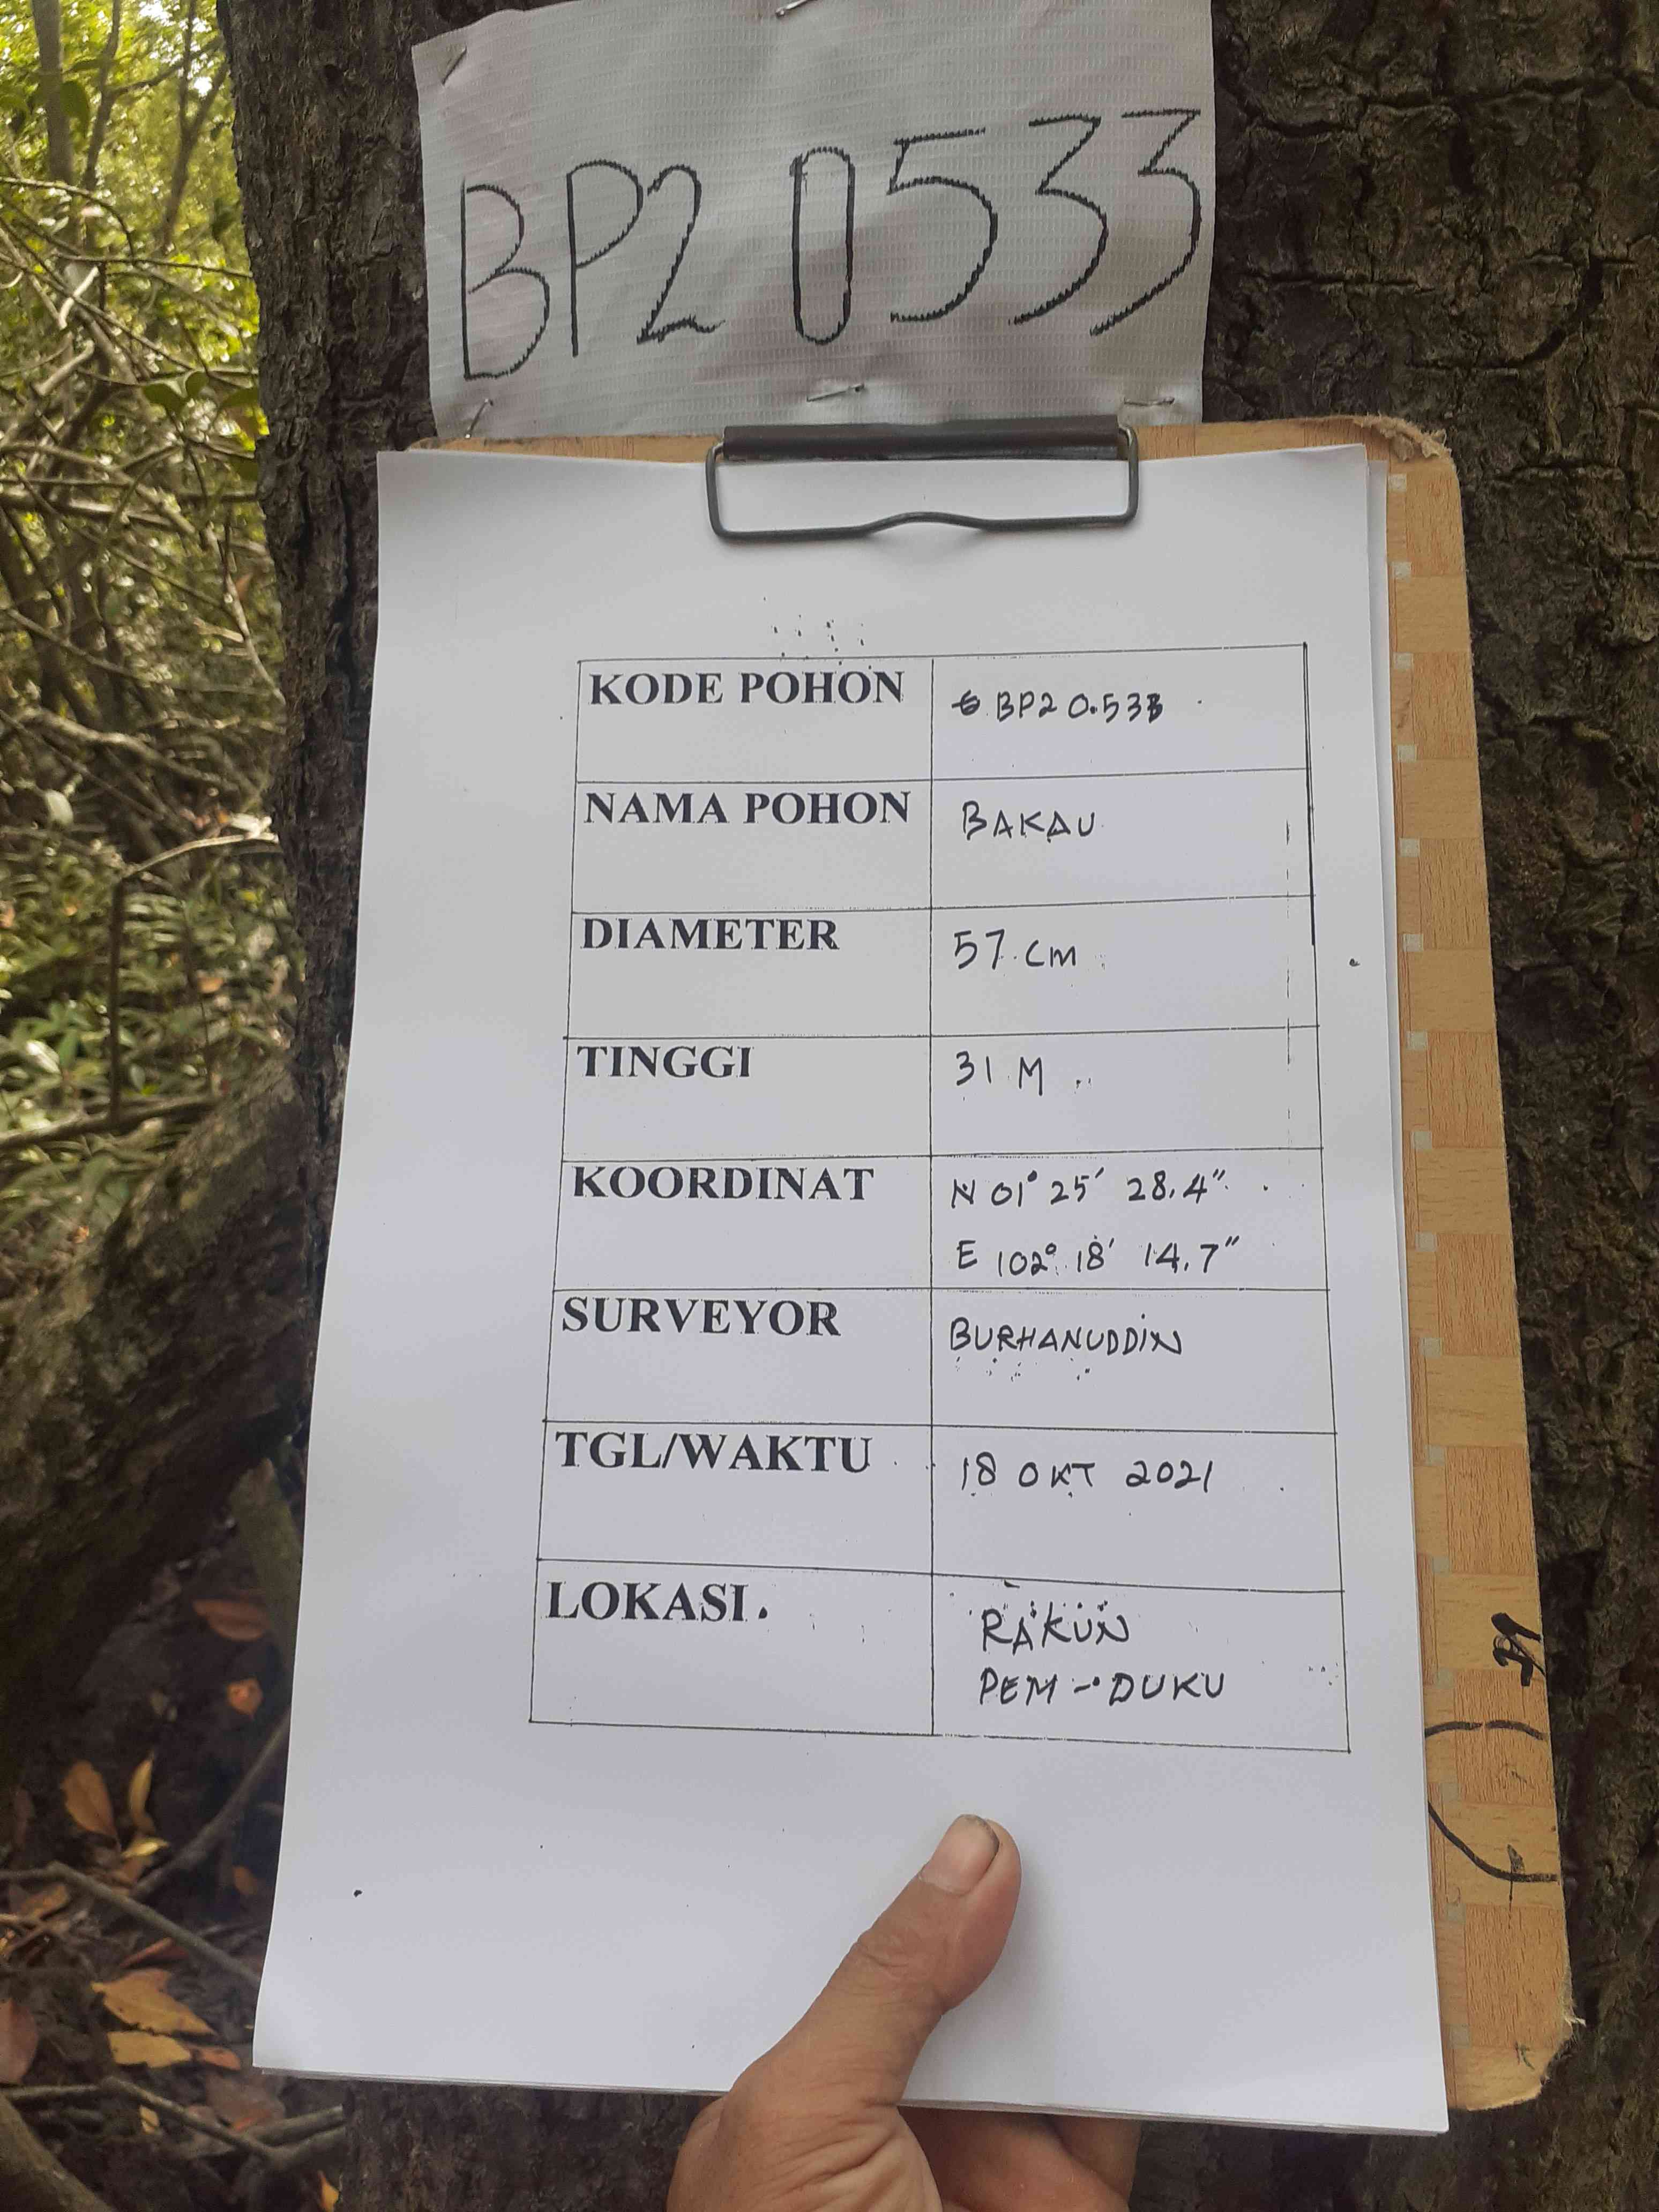 BP2 0533
KODE POHON
BP2 0.533
NAMA POHON
BAKAU
DIAMETER
57 cm
TINGGI
31 M
KOORDINAT
N 01° 25' 28.4"
E 102° 18' 14.7"
SURVEYOR
BURHANUDDIN
TGL/WAKTU
18 OKT 2021
LOKASI.
RAKUN
PEM - DUKU